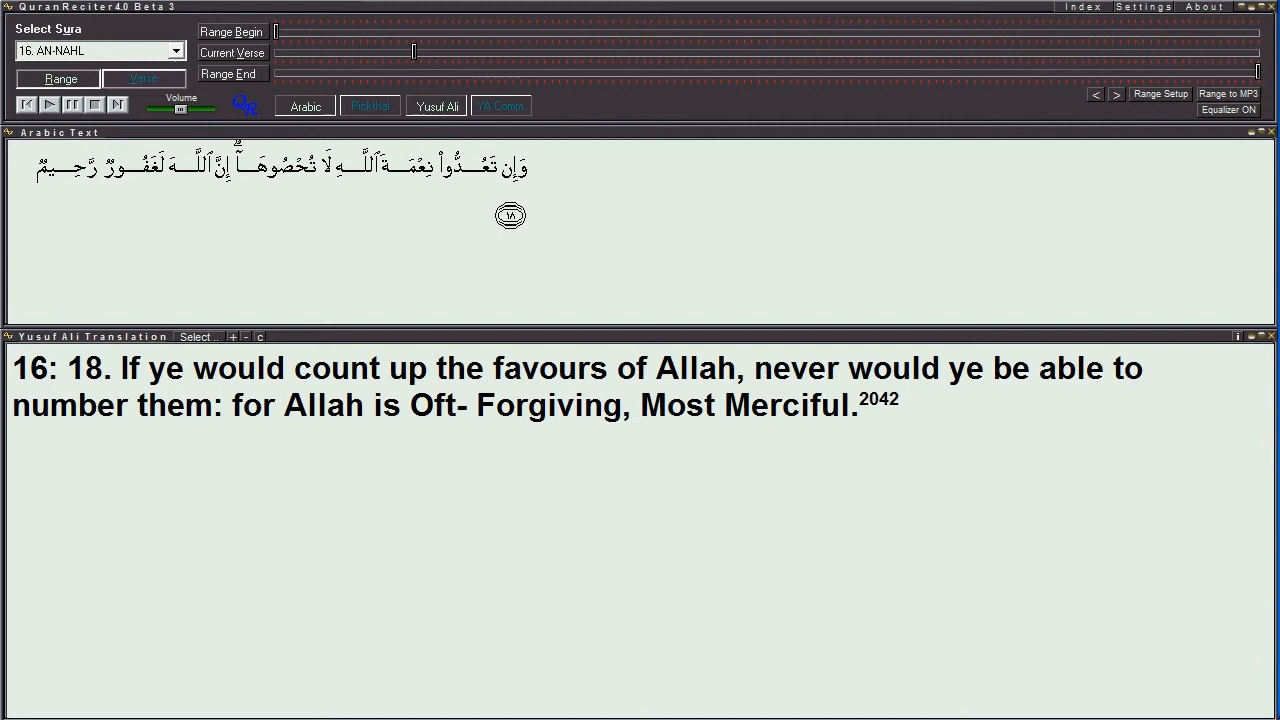 QuranReciter4.0 Beta 3
Index Settings About
Select Sura
16. AN-NAHL
Range Begin
Current Verse
Range End
Range Verse
Volume
QR
Arabic Pickthal Yusuf Ali YA Comm.
< > Range Setup Range to MP3
Equalizer ON
Arabic Text
وَإِن تَعُدُّواْ نِعْمَةَ ٱللَّهِ لَا تُحْصُوهَآ ۗ إِنَّ ٱللَّهَ لَغَفُورٌ رَّحِيمٌ
١٨
Yusuf Ali Translation Select .. + - c i
16: 18. If ye would count up the favours of Allah, never would ye be able to
number them: for Allah is Oft- Forgiving, Most Merciful.2042